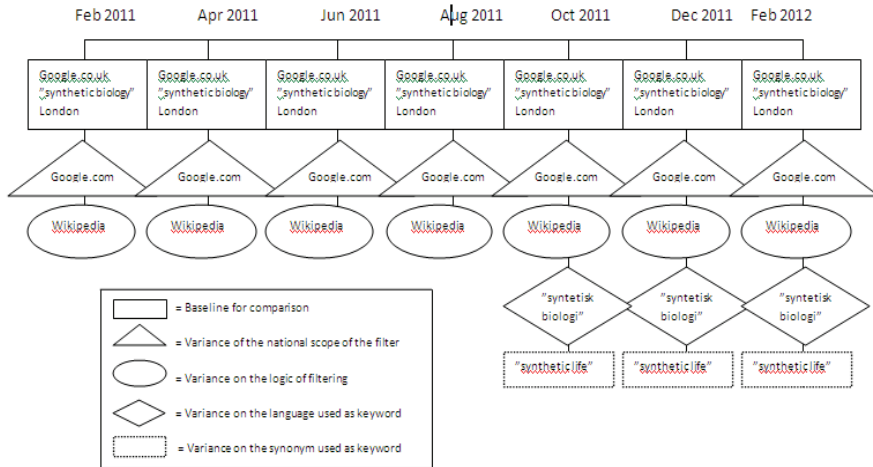 Feb 2011 Apr 2011 Jun 2011 Aug 2011 Oct 2011 Dec 2011 Feb 2012
Google.co.uk Google.co.uk Google.co.uk Google.co.uk Google.co.uk Google.co.uk Google.co.uk
"synthetic biology" "synthetic biology" "synthetic biology" "synthetic biology" "synthetic biology" "synthetic biology" "synthetic biology"
London London London London London London London
Google.com Google.com Google.com Google.com Google.com Google.com Google.com
Wikipedia Wikipedia Wikipedia Wikipedia Wikipedia Wikipedia Wikipedia
"syntetisk "syntetisk "syntetisk
biologi" biologi" biologi"
"synthetic life" "synthetic life" "synthetic life"
= Baseline for comparison
= Variance of the national scope of the filter
= Variance on the logic of filtering
= Variance on the language used as keyword
= Variance on the synonym used as keyword